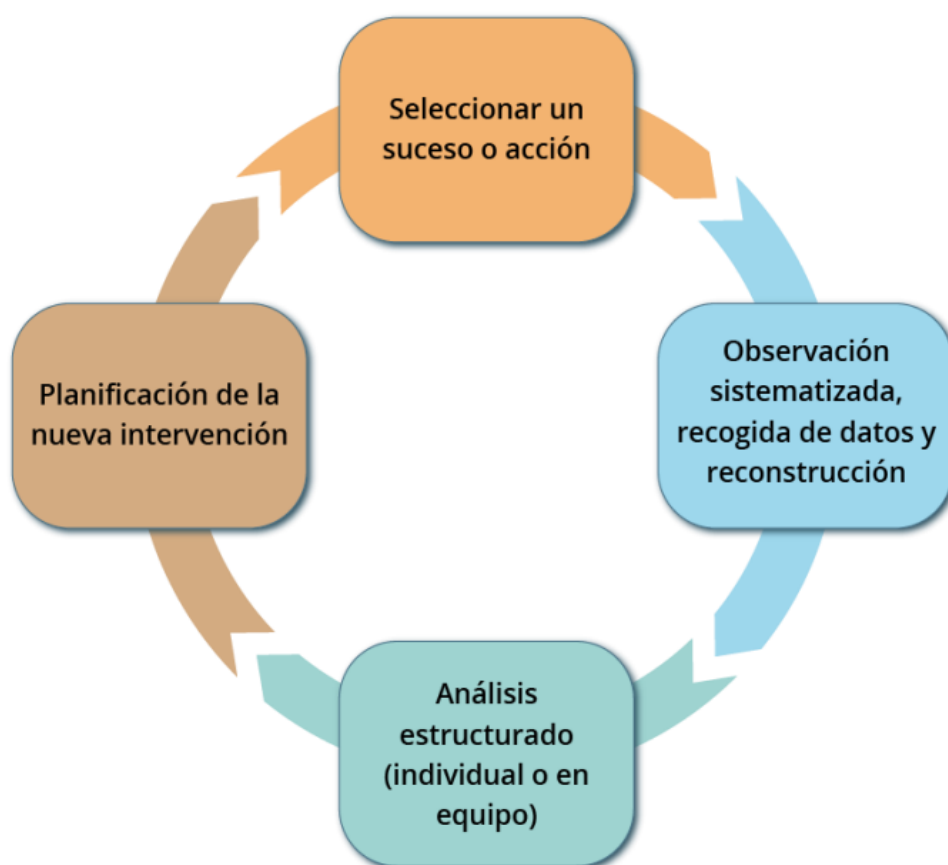 Seleccionar un
suceso o acción
Observación
sistematizada,
recogida de datos y
reconstrucción
Análisis
estructurado
(individual o en
equipo)
Planificación de la
nueva intervención